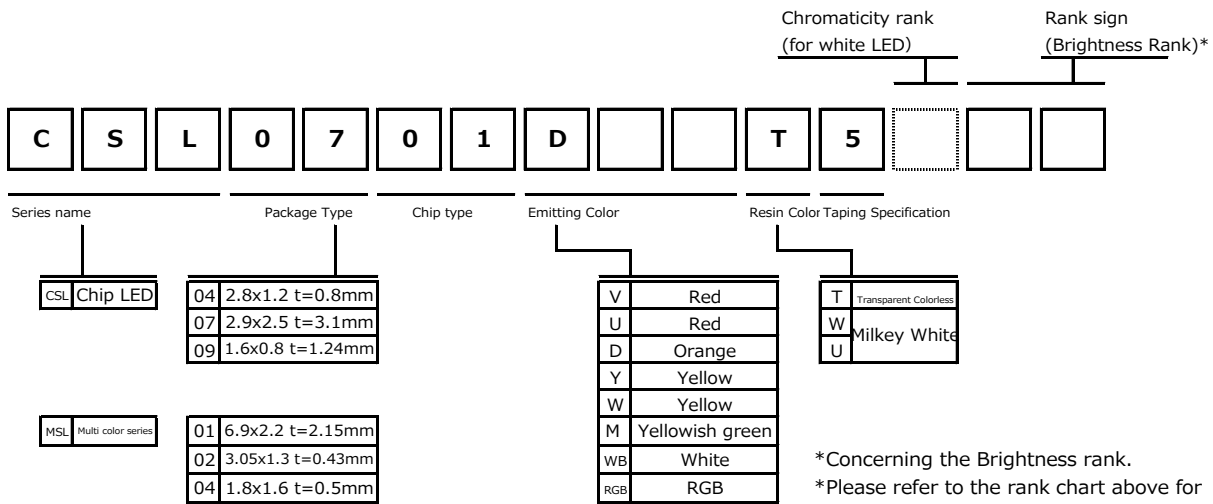 Chromaticity rank Rank sign
(for white LED) (Brightness Rank)*
C S L 0 7 0 1 D T 5
Series name Package Type Chip type Emitting Color Resin Color Taping Specification
CSL Chip LED
04 2.8x1.2 t=0.8mm
07 2.9x2.5 t=3.1mm
09 1.6x0.8 t=1.24mm
MSL Multi color series
01 6.9x2.2 t=2.15mm
02 3.05x1.3 t=0.43mm
04 1.8x1.6 t=0.5mm
V Red
U Red
D Orange
Y Yellow
W Yellow
M Yellowish green
WB White
RGB RGB
T Transparent Colorless
W Milkey White
U
*Concerning the Brightness rank.
*Please refer to the rank chart above for